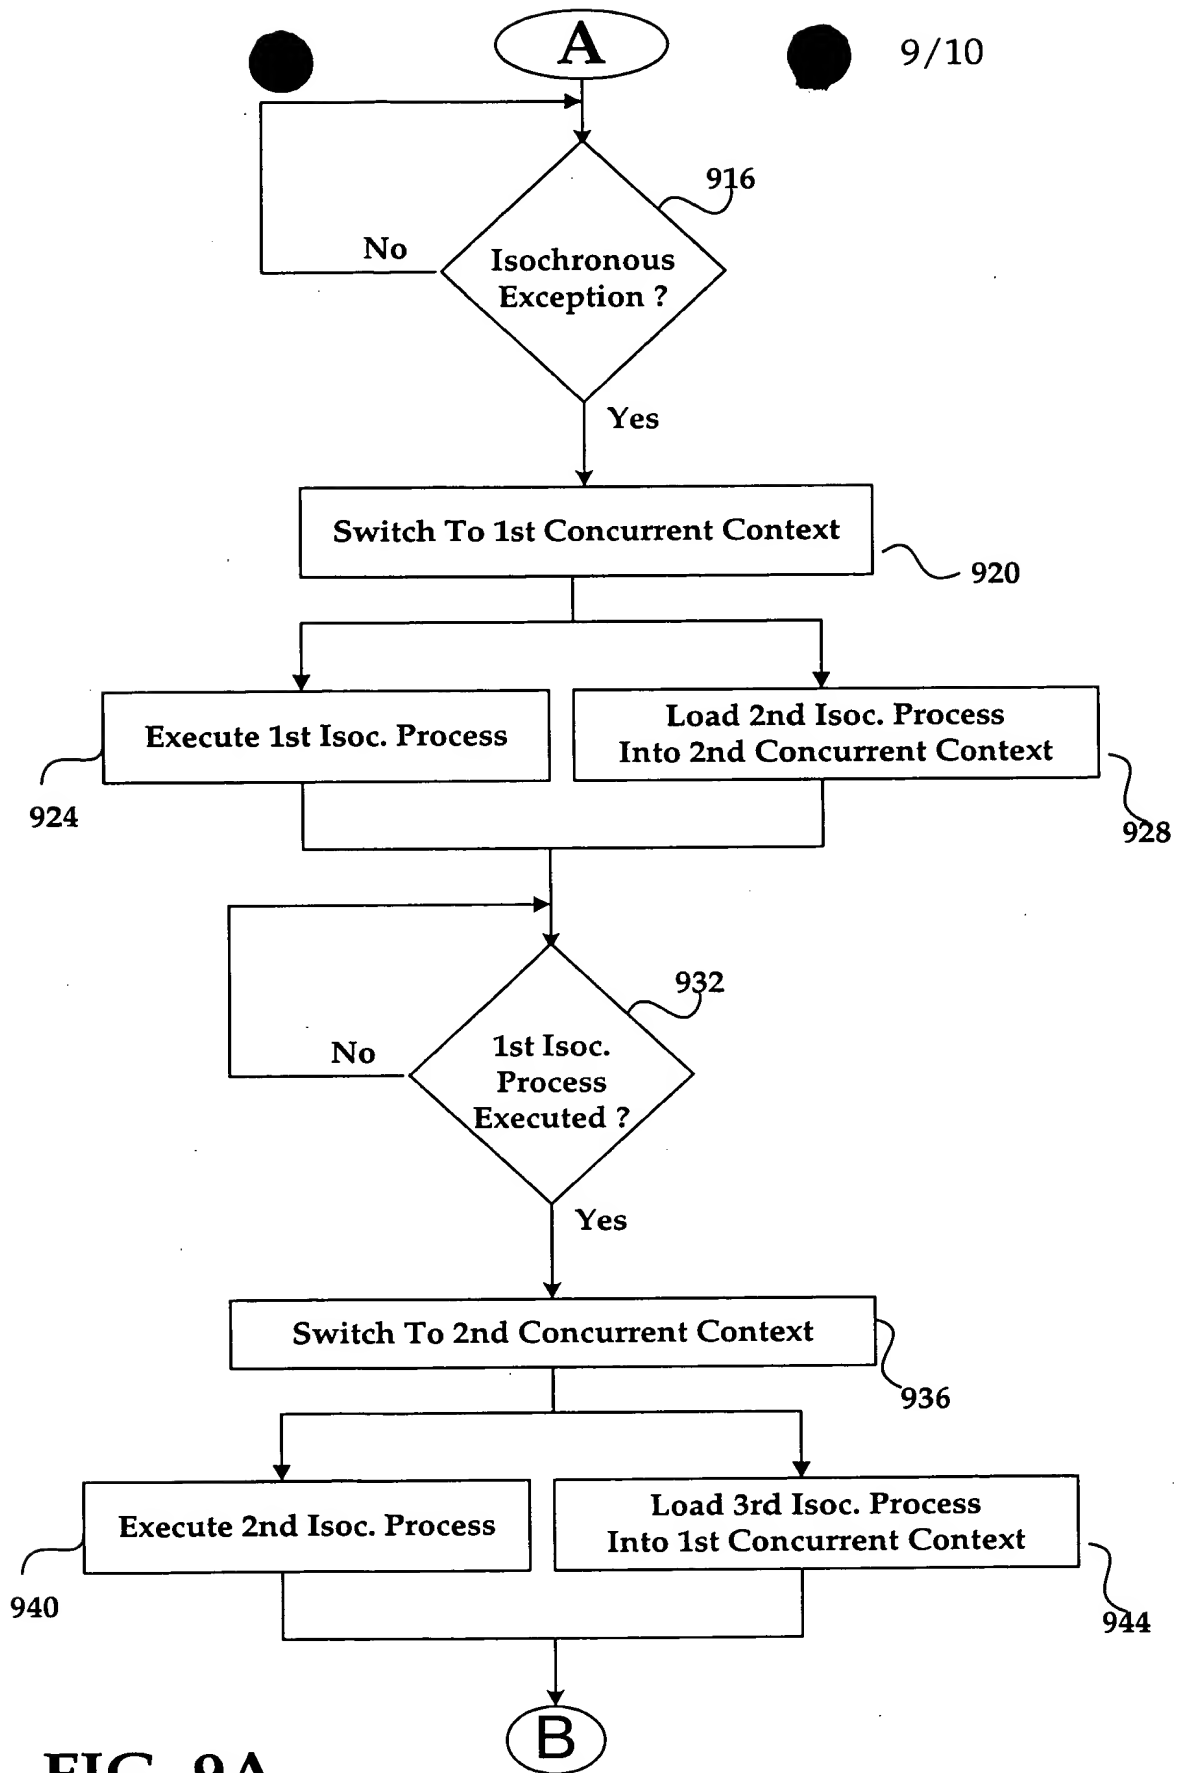 A
9/10
916
No
Isochronous
Exception ?
Yes
Switch To 1st Concurrent Context
920
Execute 1st Isoc. Process
Load 2nd Isoc. Process
Into 2nd Concurrent Context
924
928
932
No
1st Isoc.
Process
Executed ?
Yes
Switch To 2nd Concurrent Context
936
Execute 2nd Isoc. Process
Load 3rd Isoc. Process
Into 1st Concurrent Context
940
944
B
FIG. 9A